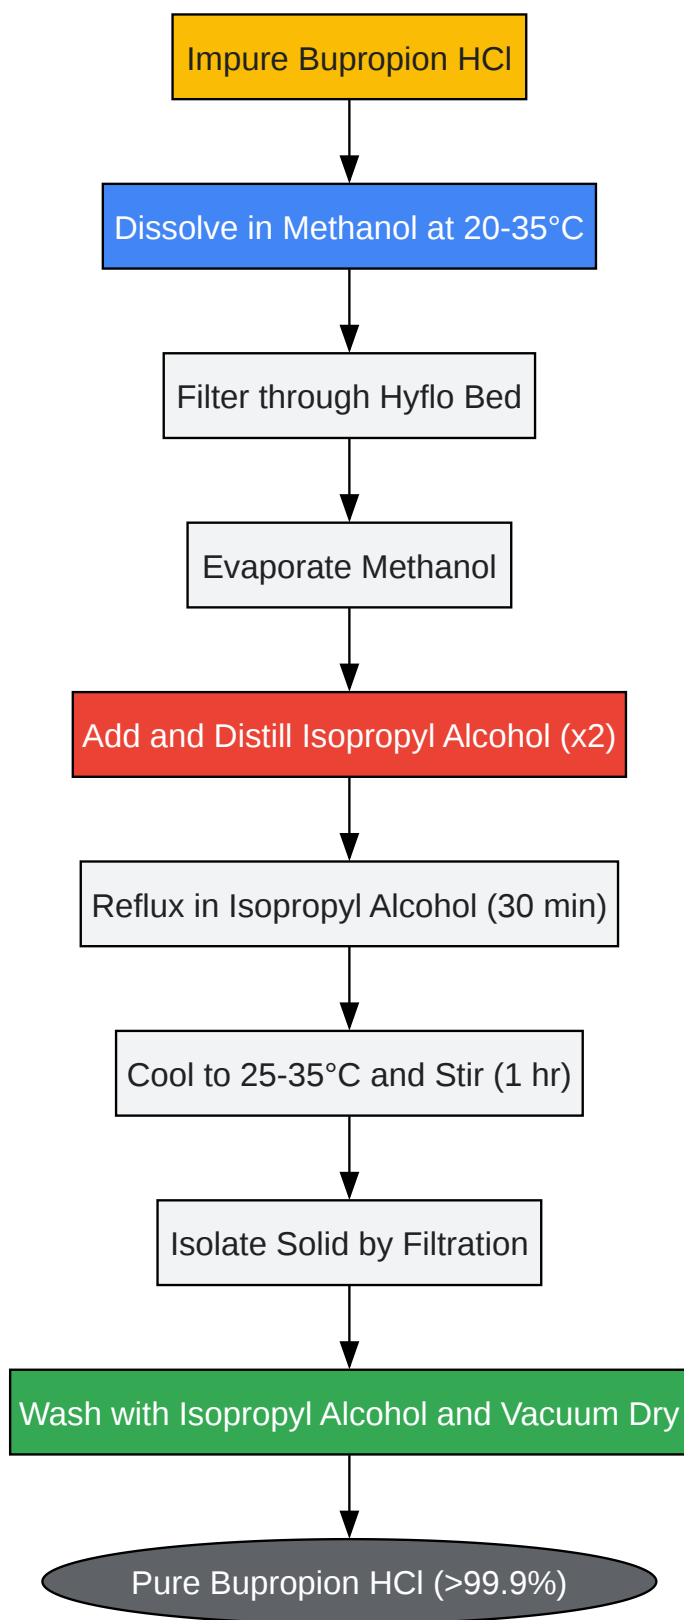 Impure Bupropion HCl
Dissolve in Methanol at 20-35°C
Filter through Hyflo Bed
Evaporate Methanol
Add and Distill Isopropyl Alcohol (x2)
Reflux in Isopropyl Alcohol (30 min)
Cool to 25-35°C and Stir (1 hr)
Isolate Solid by Filtration
Wash with Isopropyl Alcohol and Vacuum Dry
Pure Bupropion HCl (>99.9%)